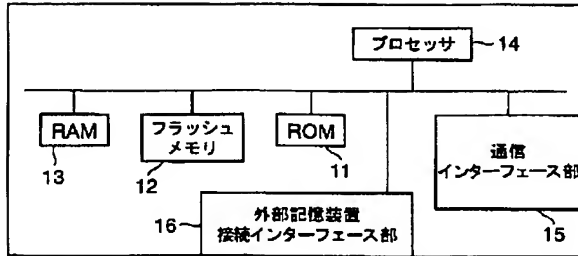 プロセッサ
14
RAM
13
フラッシュ
メモリ
12
ROM
11
通信
インターフェース部
15
16
外部記憶装置
接続インターフェース部